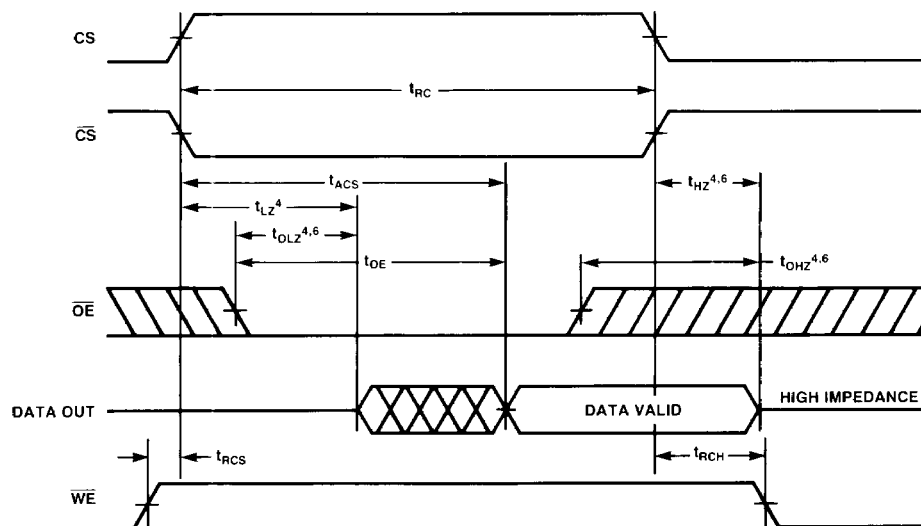 CS
t_RC
C̅S̅
t_ACS
t_HZ^4,6
t_LZ^4
t_OLZ^4,6
t_OE
t_OHZ^4,6
O̅E̅
DATA OUT
DATA VALID
HIGH IMPEDANCE
t_RCS
t_RCH
W̅E̅